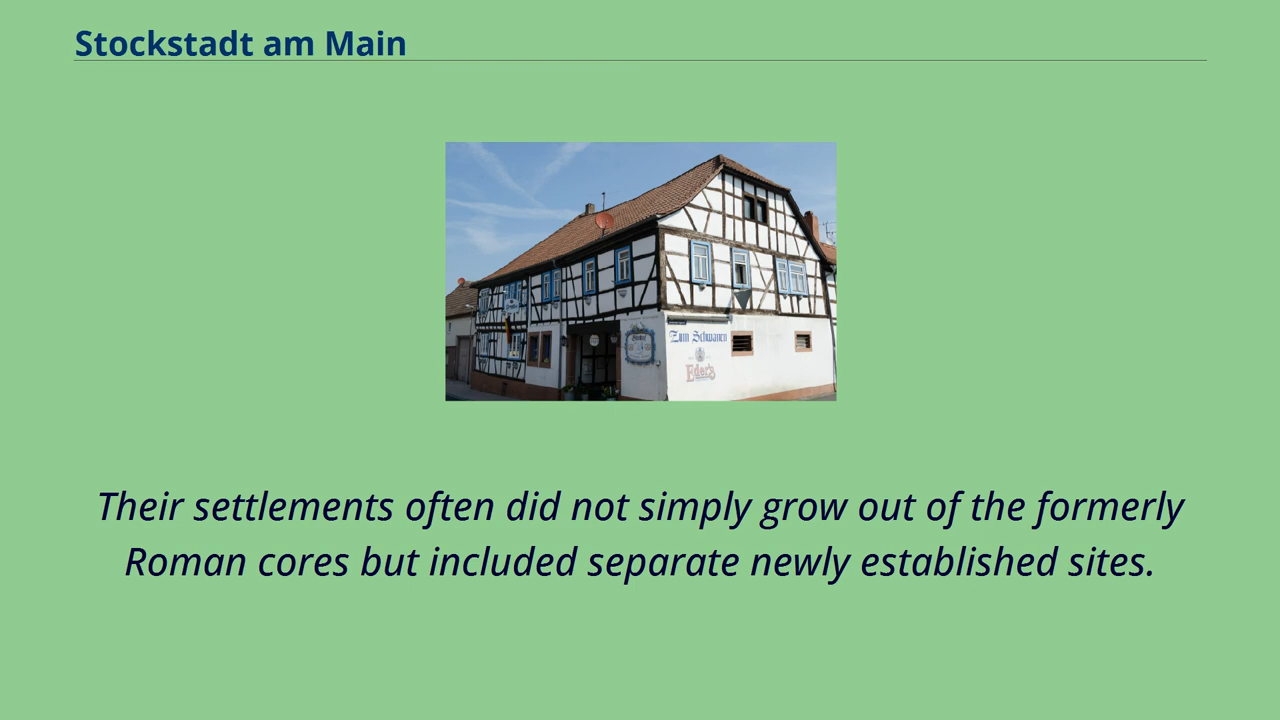 Stockstadt am Main
Zum Schwanen
Eder's
Their settlements often did not simply grow out of the formerly
Roman cores but included separate newly established sites.